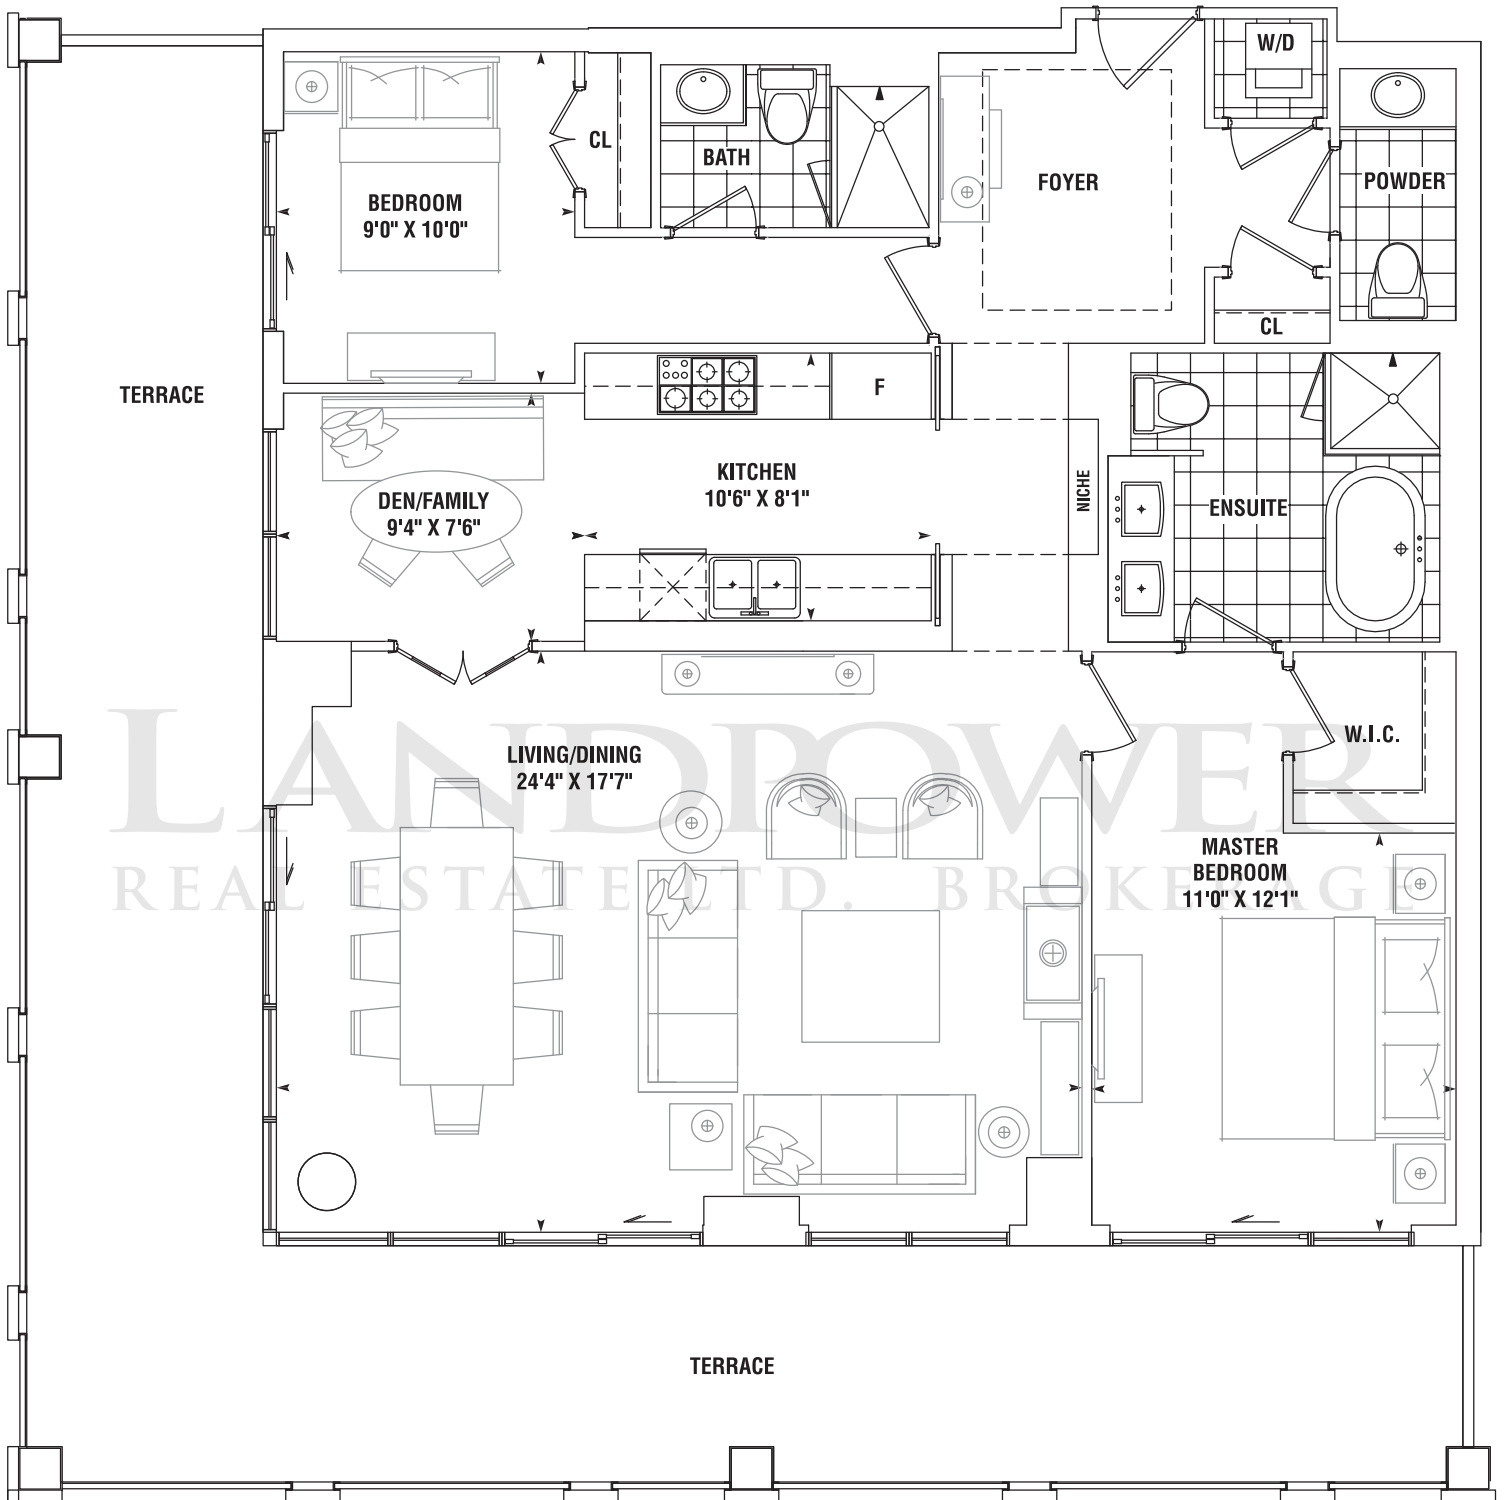 W/D
CL
BATH
FOYER
POWDER
BEDROOM
9'0" X 10'0"
CL
TERRACE
F
KITCHEN
10'6" X 8'1"
NICHE
DEN/FAMILY
9'4" X 7'6"
ENSUITE
LANDPOWER
REAL ESTATE LTD. BROKERAGE
LIVING/DINING
24'4" X 17'7"
W.I.C.
MASTER
BEDROOM
11'0" X 12'1"
TERRACE